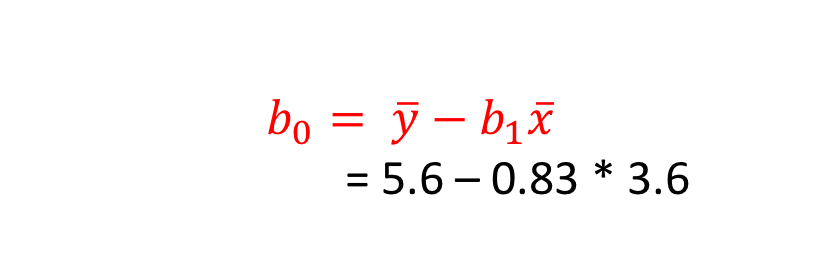 b₀ = ȳ − b₁x̄
= 5.6 – 0.83 * 3.6